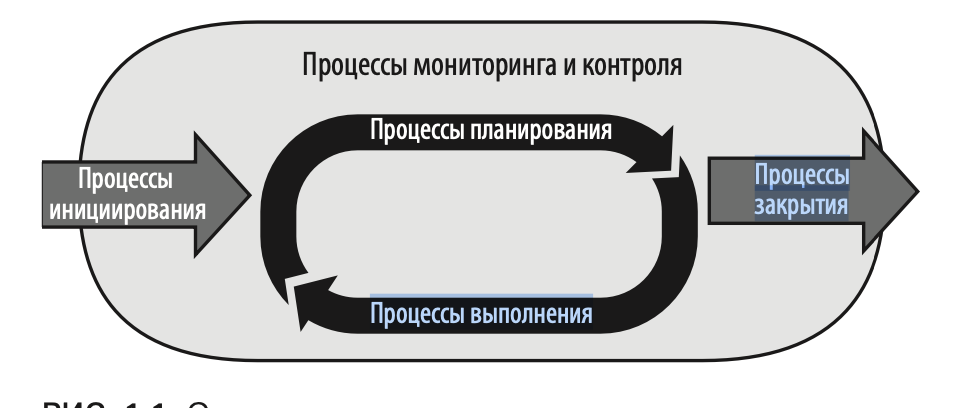 Процессы мониторинга и контроля
Процессы планирования
Процессы
инициирования
Процессы
закрытия
Процессы выполнения